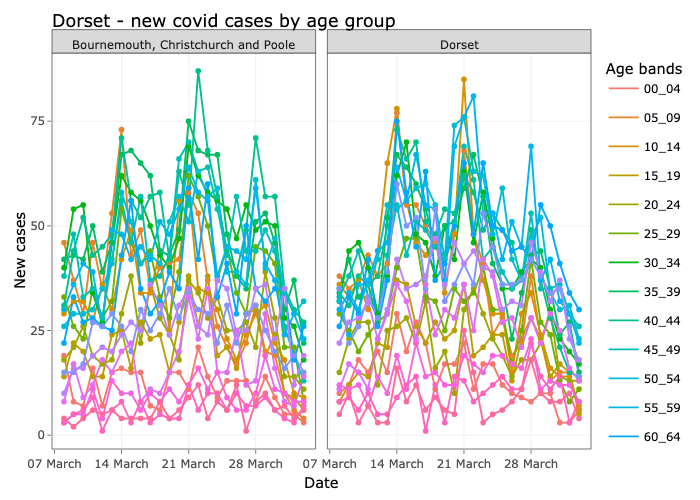 Dorset - new covid cases by age group
Bournemouth, Christchurch and Poole
Dorset
New cases
75
50
25
0
07 March 14 March 21 March 28 March
07 March 14 March 21 March 28 March
Date
Age bands
00_04
05_09
10_14
15_19
20_24
25_29
30_34
35_39
40_44
45_49
50_54
55_59
60_64